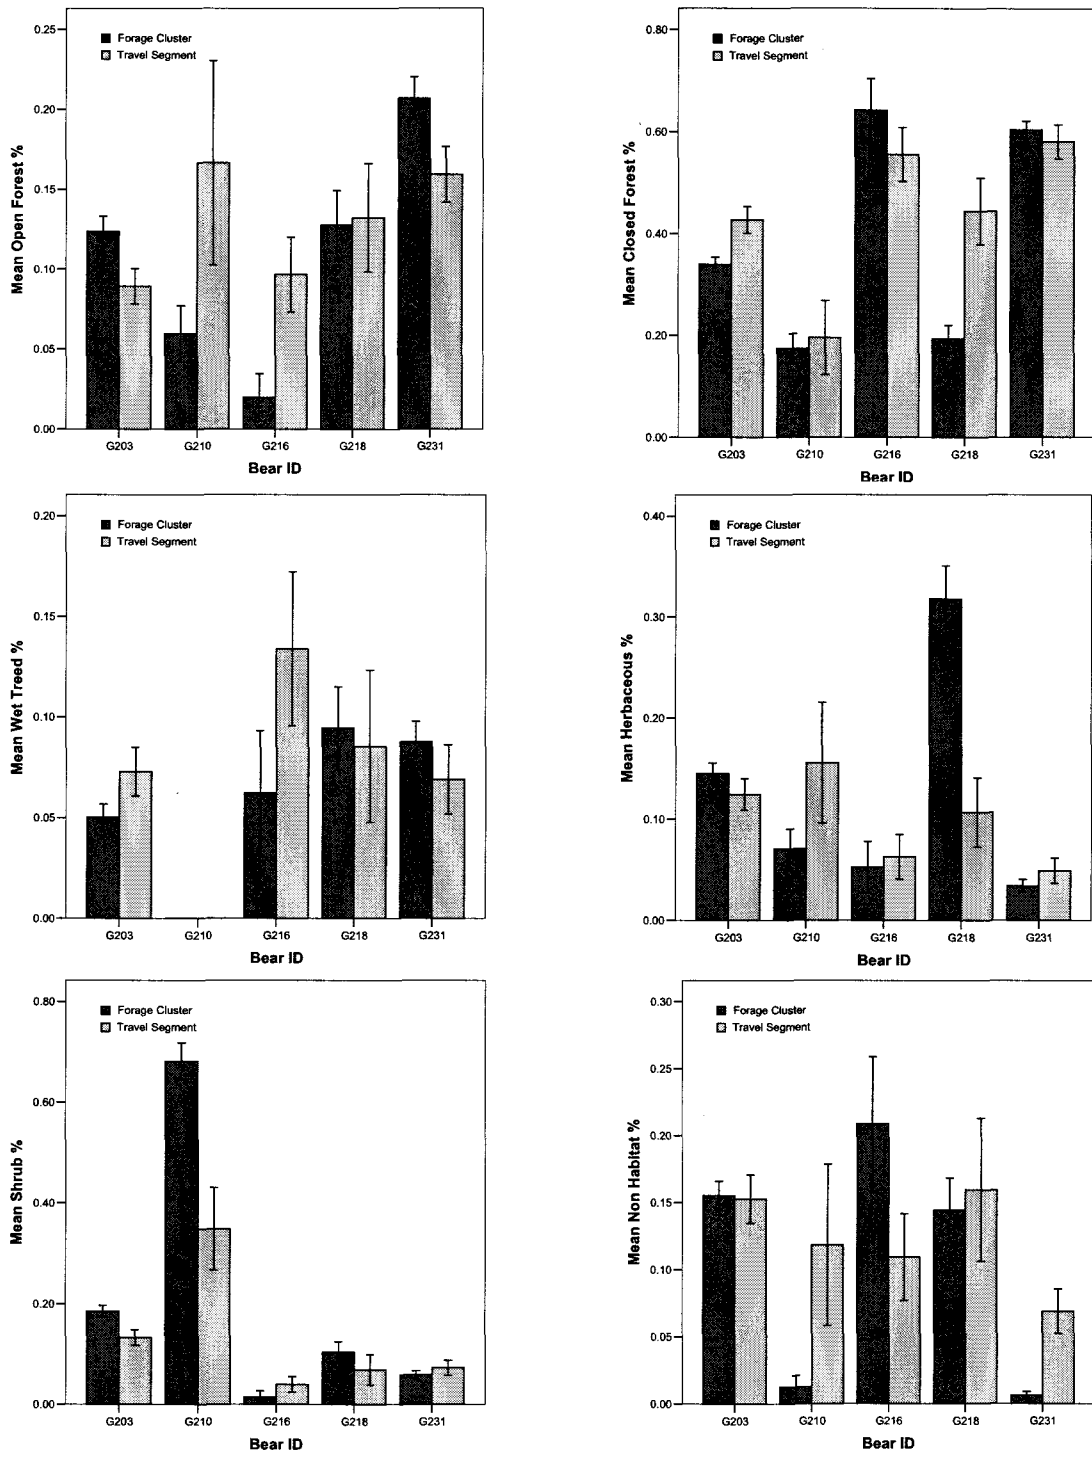 Forage Cluster
Travel Segment
Mean Open Forest %
0.25
0.20
0.15
0.10
0.05
0.00
G203 G210 G216 G218 G231
Bear ID
Forage Cluster
Travel Segment
Mean Closed Forest %
0.80
0.60
0.40
0.20
0.00
G203 G210 G216 G218 G231
Bear ID
Forage Cluster
Travel Segment
Mean Wet Treed %
0.20
0.15
0.10
0.05
0.00
G203 G210 G216 G218 G231
Bear ID
Forage Cluster
Travel Segment
Mean Herbaceous %
0.40
0.30
0.20
0.10
0.00
G203 G210 G216 G218 G231
Bear ID
Forage Cluster
Travel Segment
Mean Shrub %
0.80
0.60
0.40
0.20
0.00
G203 G210 G3216 G218 G231
Bear ID
Forage Cluster
Travel Segment
Mean Non Habitat %
0.30
0.25
0.20
0.15
0.10
0.05
0.00
G203 G210 G216 G218 G231
Bear ID